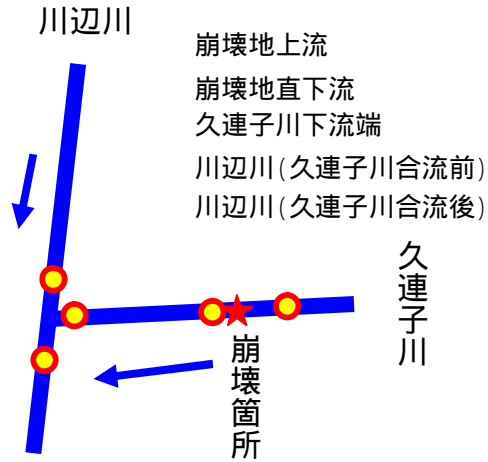 川辺川
崩壊地上流
崩壊地直下流
久連子川下流端
川辺川(久連子川合流前)
川辺川(久連子川合流後)
久連子川
崩壊箇所